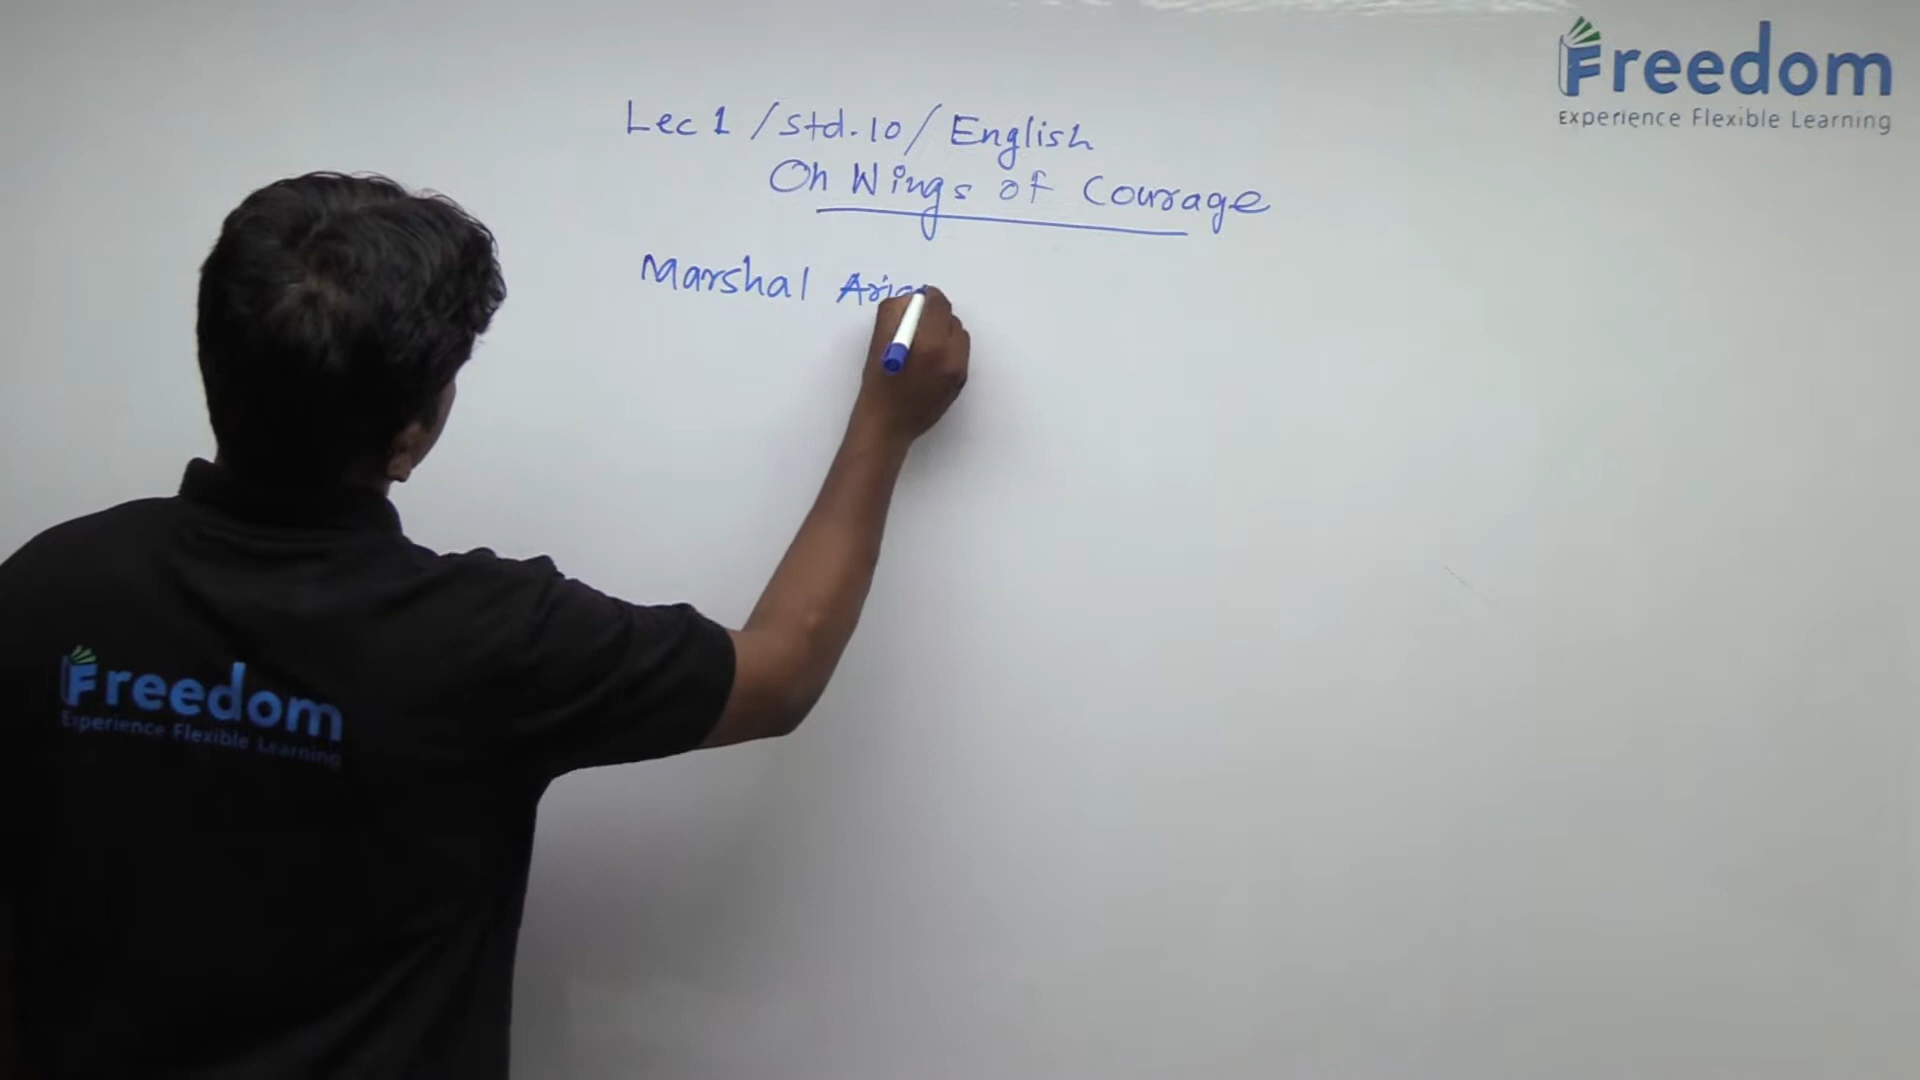 Freedom
Experience Flexible Learning
Lec 1 / std. 10 / English
On Wings of Courage
Marshal
Freedom
Experience Flexible Learning